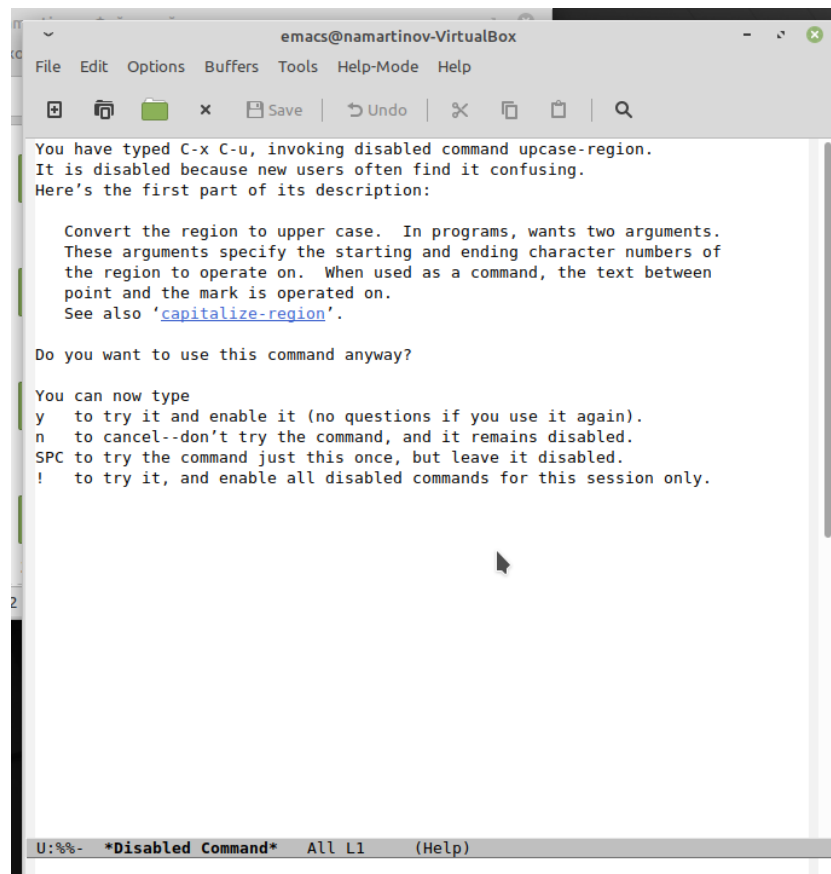 emacs@namartinov-VirtualBox
File Edit Options Buffers Tools Help-Mode Help
Save Undo
You have typed C-x C-u, invoking disabled command upcase-region.
It is disabled because new users often find it confusing.
Here’s the first part of its description:
Convert the region to upper case.  In programs, wants two arguments.
These arguments specify the starting and ending character numbers of
the region to operate on.  When used as a command, the text between
point and the mark is operated on.
See also ‘capitalize-region’.
Do you want to use this command anyway?
You can now type
y   to try it and enable it (no questions if you use it again).
n   to cancel--don’t try the command, and it remains disabled.
SPC to try the command just this once, but leave it disabled.
!   to try it, and enable all disabled commands for this session only.
2
U:%%-  *Disabled Command*   All L1     (Help)